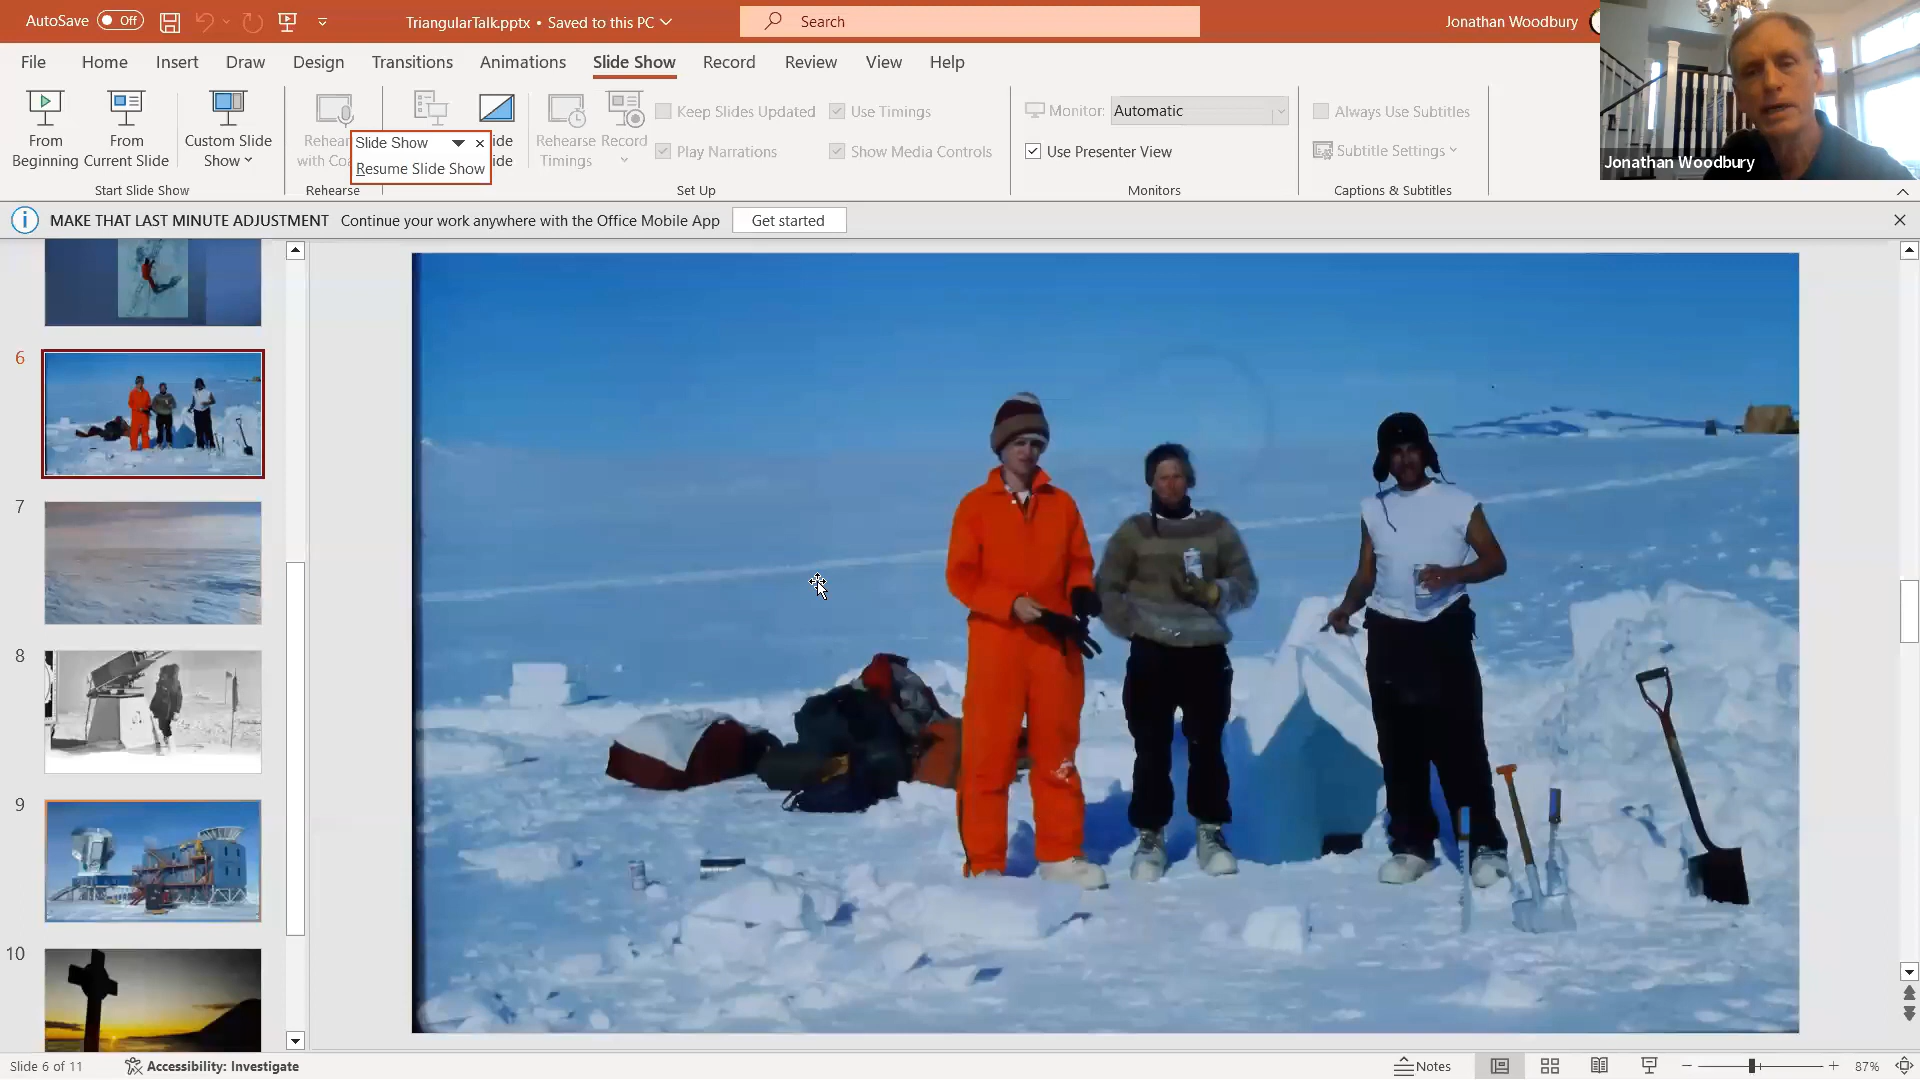 AutoSave Off TriangularTalk.pptx • Saved to this PC Search Jonathan Woodbury
File Home Insert Draw Design Transitions Animations Slide Show Record Review View Help
From Beginning
From Current Slide
Custom Slide Show
Start Slide Show
Rehearse
Slide Show
Resume Slide Show
Rehearse Timings
Record
Keep Slides Updated
Use Timings
Play Narrations
Show Media Controls
Set Up
Monitor: Automatic
Use Presenter View
Monitors
Always Use Subtitles
Subtitle Settings
Captions & Subtitles
Jonathan Woodbury
MAKE THAT LAST MINUTE ADJUSTMENT Continue your work anywhere with the Office Mobile App Get started
6
7
8
9
10
Slide 6 of 11 Accessibility: Investigate Notes 87%